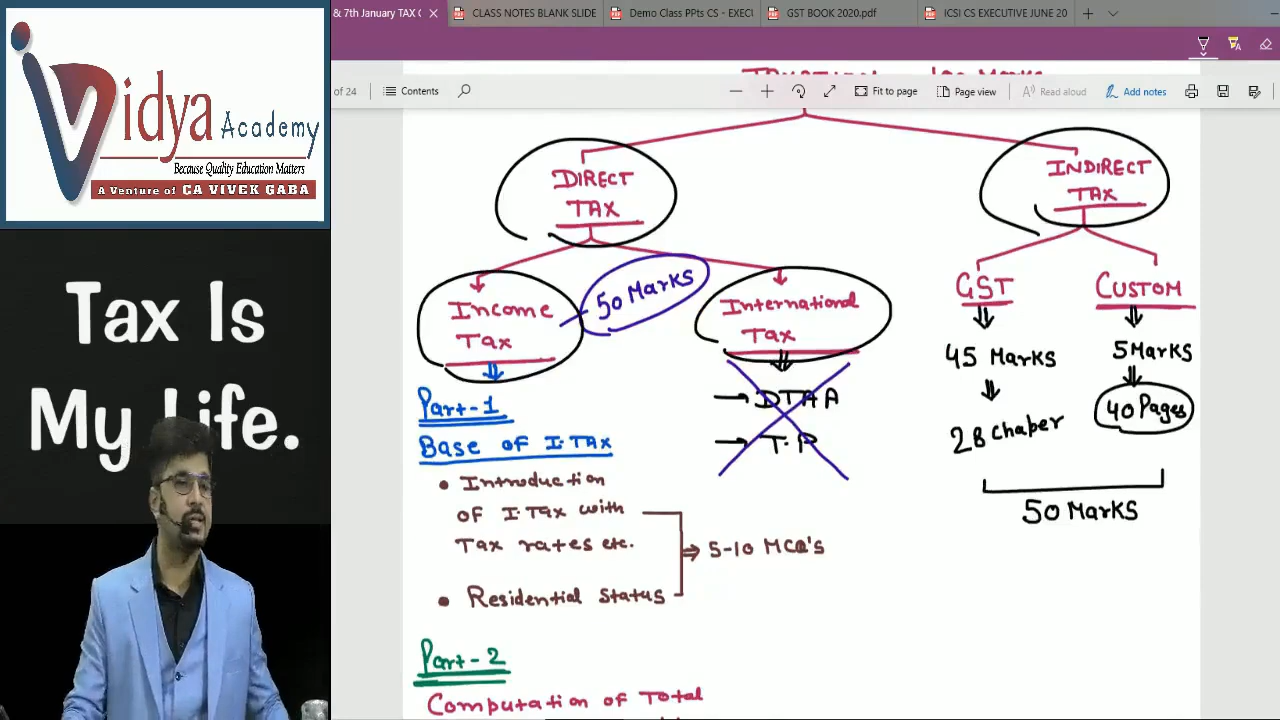 & 7th January TAX C
CLASS NOTES BLANK SLIDE
Demo Class PPts CS - EXECU
GST BOOK 2020.pdf
ICSI CS EXECUTIVE JUNE 20
of 24
Contents
Fit to page
Page view
Read aloud
Add notes
Vidya Academy
Because Quality Education Matters
A Venture of CA VIVEK GABA
Tax Is
My Life.
DIRECT
TAX
INDIRECT
TAX
Income
Tax
50 Marks
International
Tax
GST
CUSTOM
45 Marks
5 Marks
→ DTAA
→ T.P
28 Chaper
40 Pages
50 Marks
Part-1
Base of I.TAX
• Introduction
of I.Tax with
Tax rates etc.
⇒ 5-10 MCQ's
• Residential Status
Part-2
Computation of Total